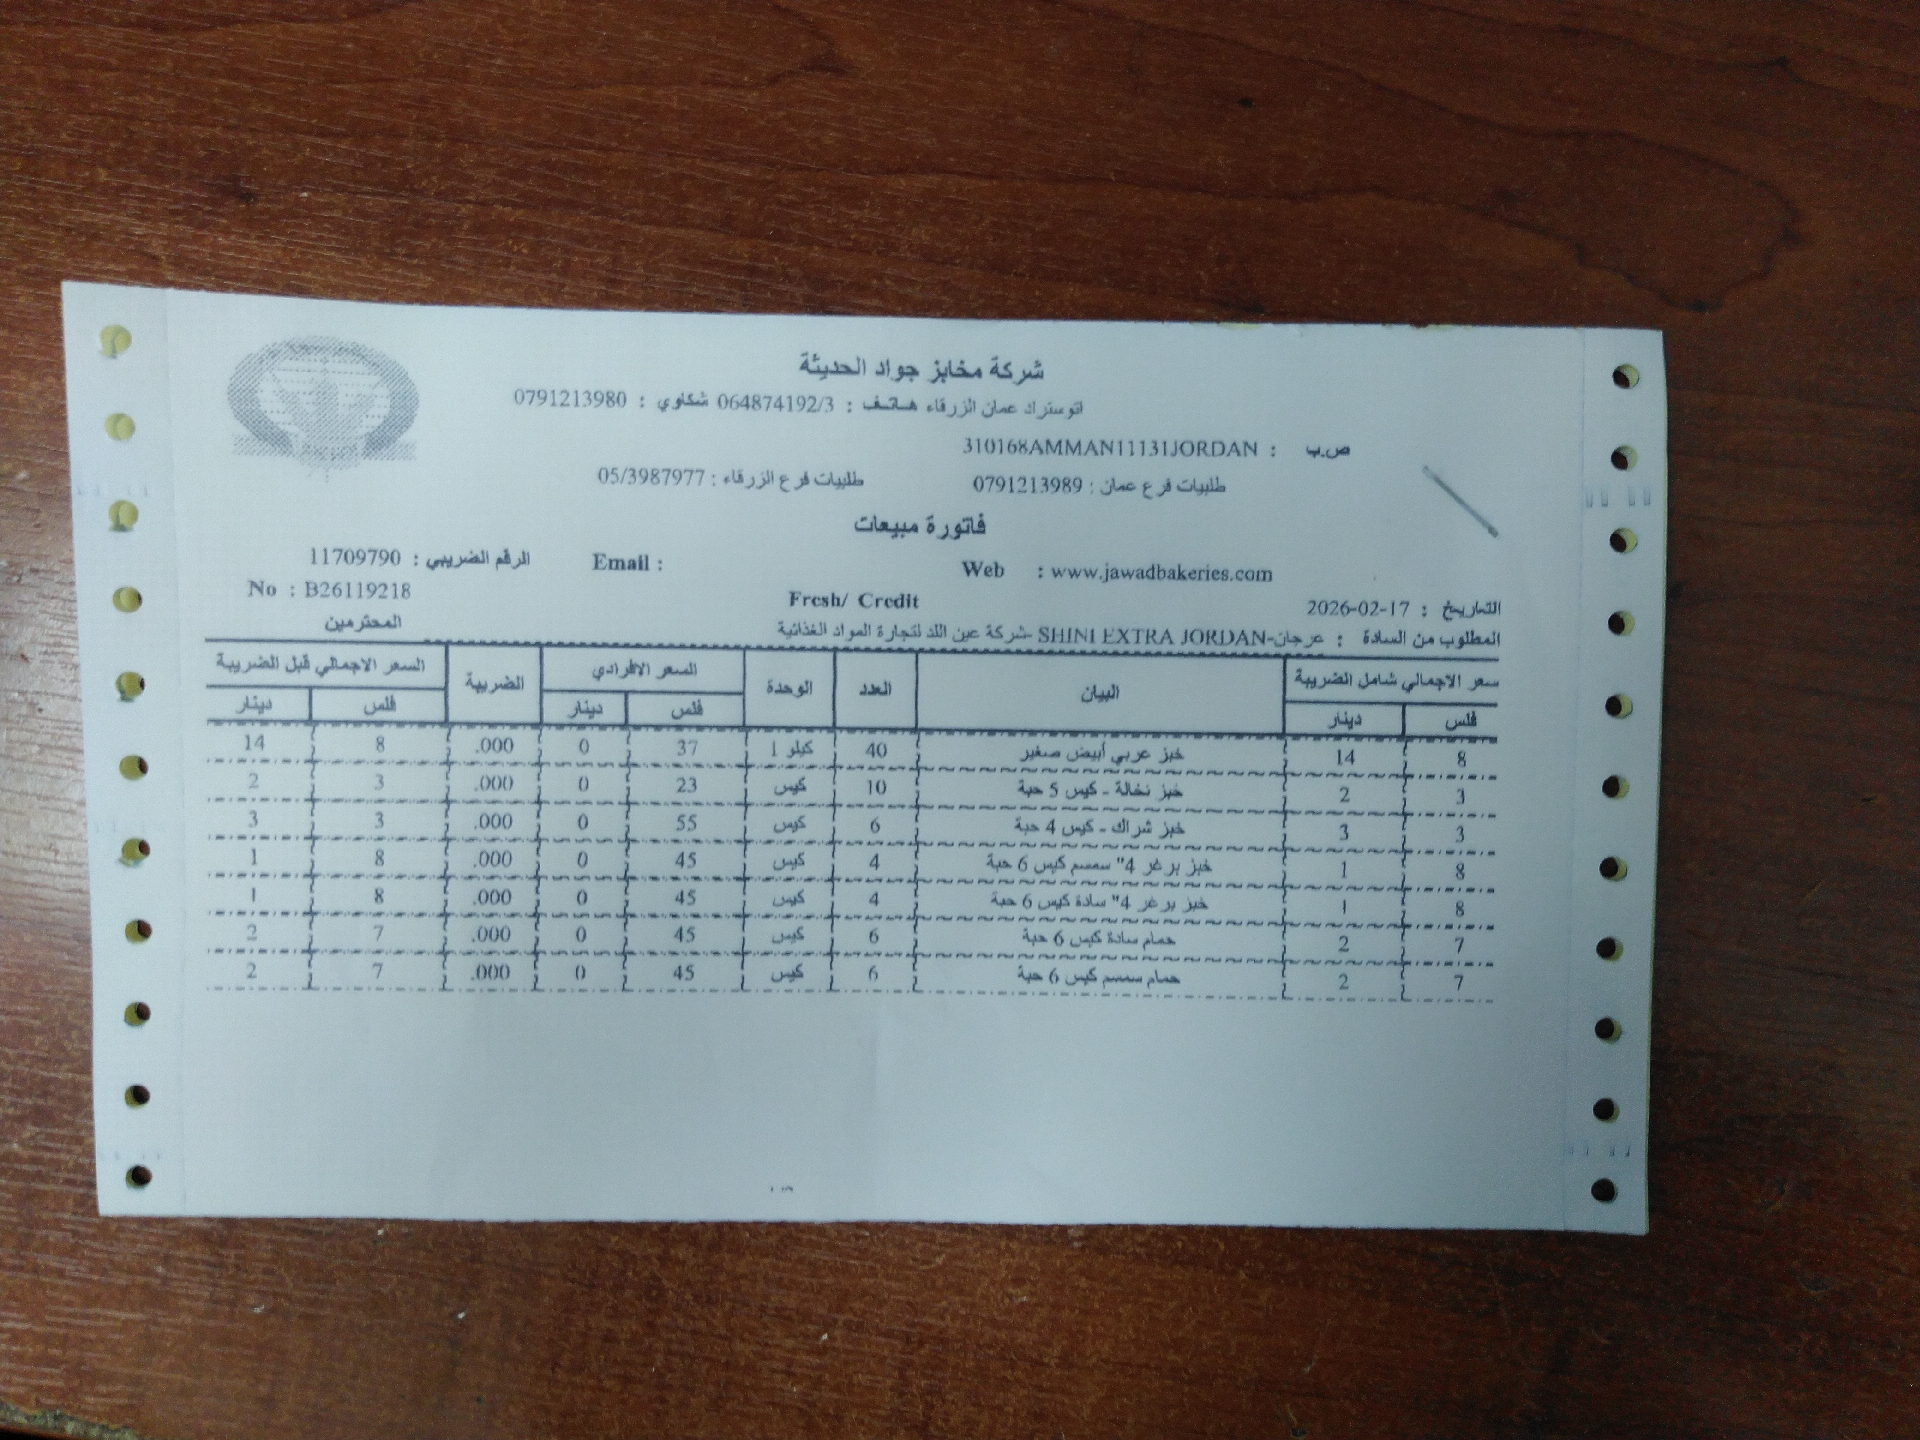 شركة مخابز جواد الحديثة
اتوستراد عمان الزرقاء هاتف : 064874192/3 شكاوي : 0791213980
ص.ب : 310168AMMAN11131JORDAN
طلبيات فرع عمان : 0791213989 طلبيات فرع الزرقاء : 05/3987977
فاتورة مبيعات
Web : www.jawadbakeries.com Email : الرقم الضريبي : 11709790
No : B26119218
التاريخ : 2026-02-17 Fresh/ Credit
المطلوب من السادة : عرجان-SHINI EXTRA JORDAN -شركة عين اللد لتجارة المواد الغذائية المحترمين
سعر الاجمالي شامل الضريبة البيان العدد الوحدة السعر الافرادي الضريبة السعر الاجمالي قبل الضريبة
فلس دينار فلس دينار فلس دينار
8 14 خبز عربي أبيض صغير 40 كيلو 1 37 0 .000 8 14
3 2 خبز نخالة - كيس 5 حبة 10 كيس 23 0 .000 3 2
3 3 خبز شراك - كيس 4 حبة 6 كيس 55 0 .000 3 3
8 1 خبز برغر 4" سمسم كيس 6 حبة 4 كيس 45 0 .000 8 1
8 1 خبز برغر 4" سادة كيس 6 حبة 4 كيس 45 0 .000 8 1
7 2 حمام سادة كيس 6 حبة 6 كيس 45 0 .000 7 2
7 2 حمام سمسم كيس 6 حبة 6 كيس 45 0 .000 7 2